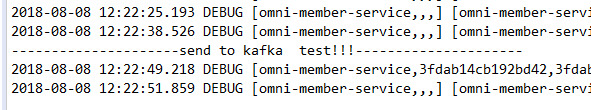 2018-08-08 12:22:25.193 DEBUG [omni-member-service,,,] [omni-member-servi
2018-08-08 12:22:38.526 DEBUG [omni-member-service,,,] [omni-member-servi
---------------------send to kafka  test!!!---------------------
2018-08-08 12:22:49.218 DEBUG [omni-member-service,3fdab14cb192bd42,3fdab
2018-08-08 12:22:51.859 DEBUG [omni-member-service,,,] [omni-member-servi